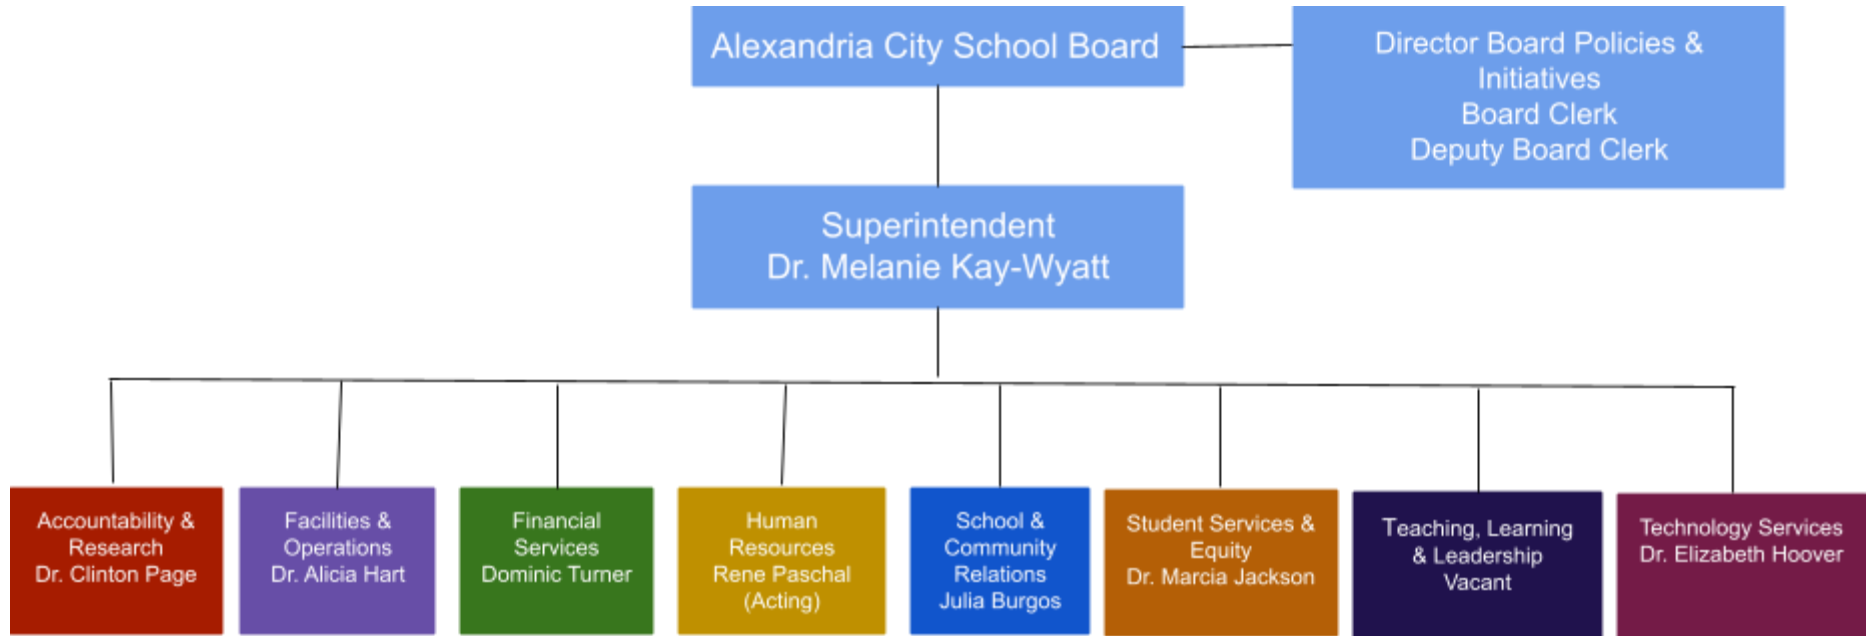 Alexandria City School Board
Director Board Policies &
Initiatives
Board Clerk
Deputy Board Clerk
Superintendent
Dr. Melanie Kay-Wyatt
Accountability &
Research
Dr. Clinton Page
Facilities &
Operations
Dr. Alicia Hart
Financial
Services
Dominic Turner
Human
Resources
Rene Paschal
(Acting)
School &
Community
Relations
Julia Burgos
Student Services &
Equity
Dr. Marcia Jackson
Teaching, Learning
& Leadership
Vacant
Technology Services
Dr. Elizabeth Hoover